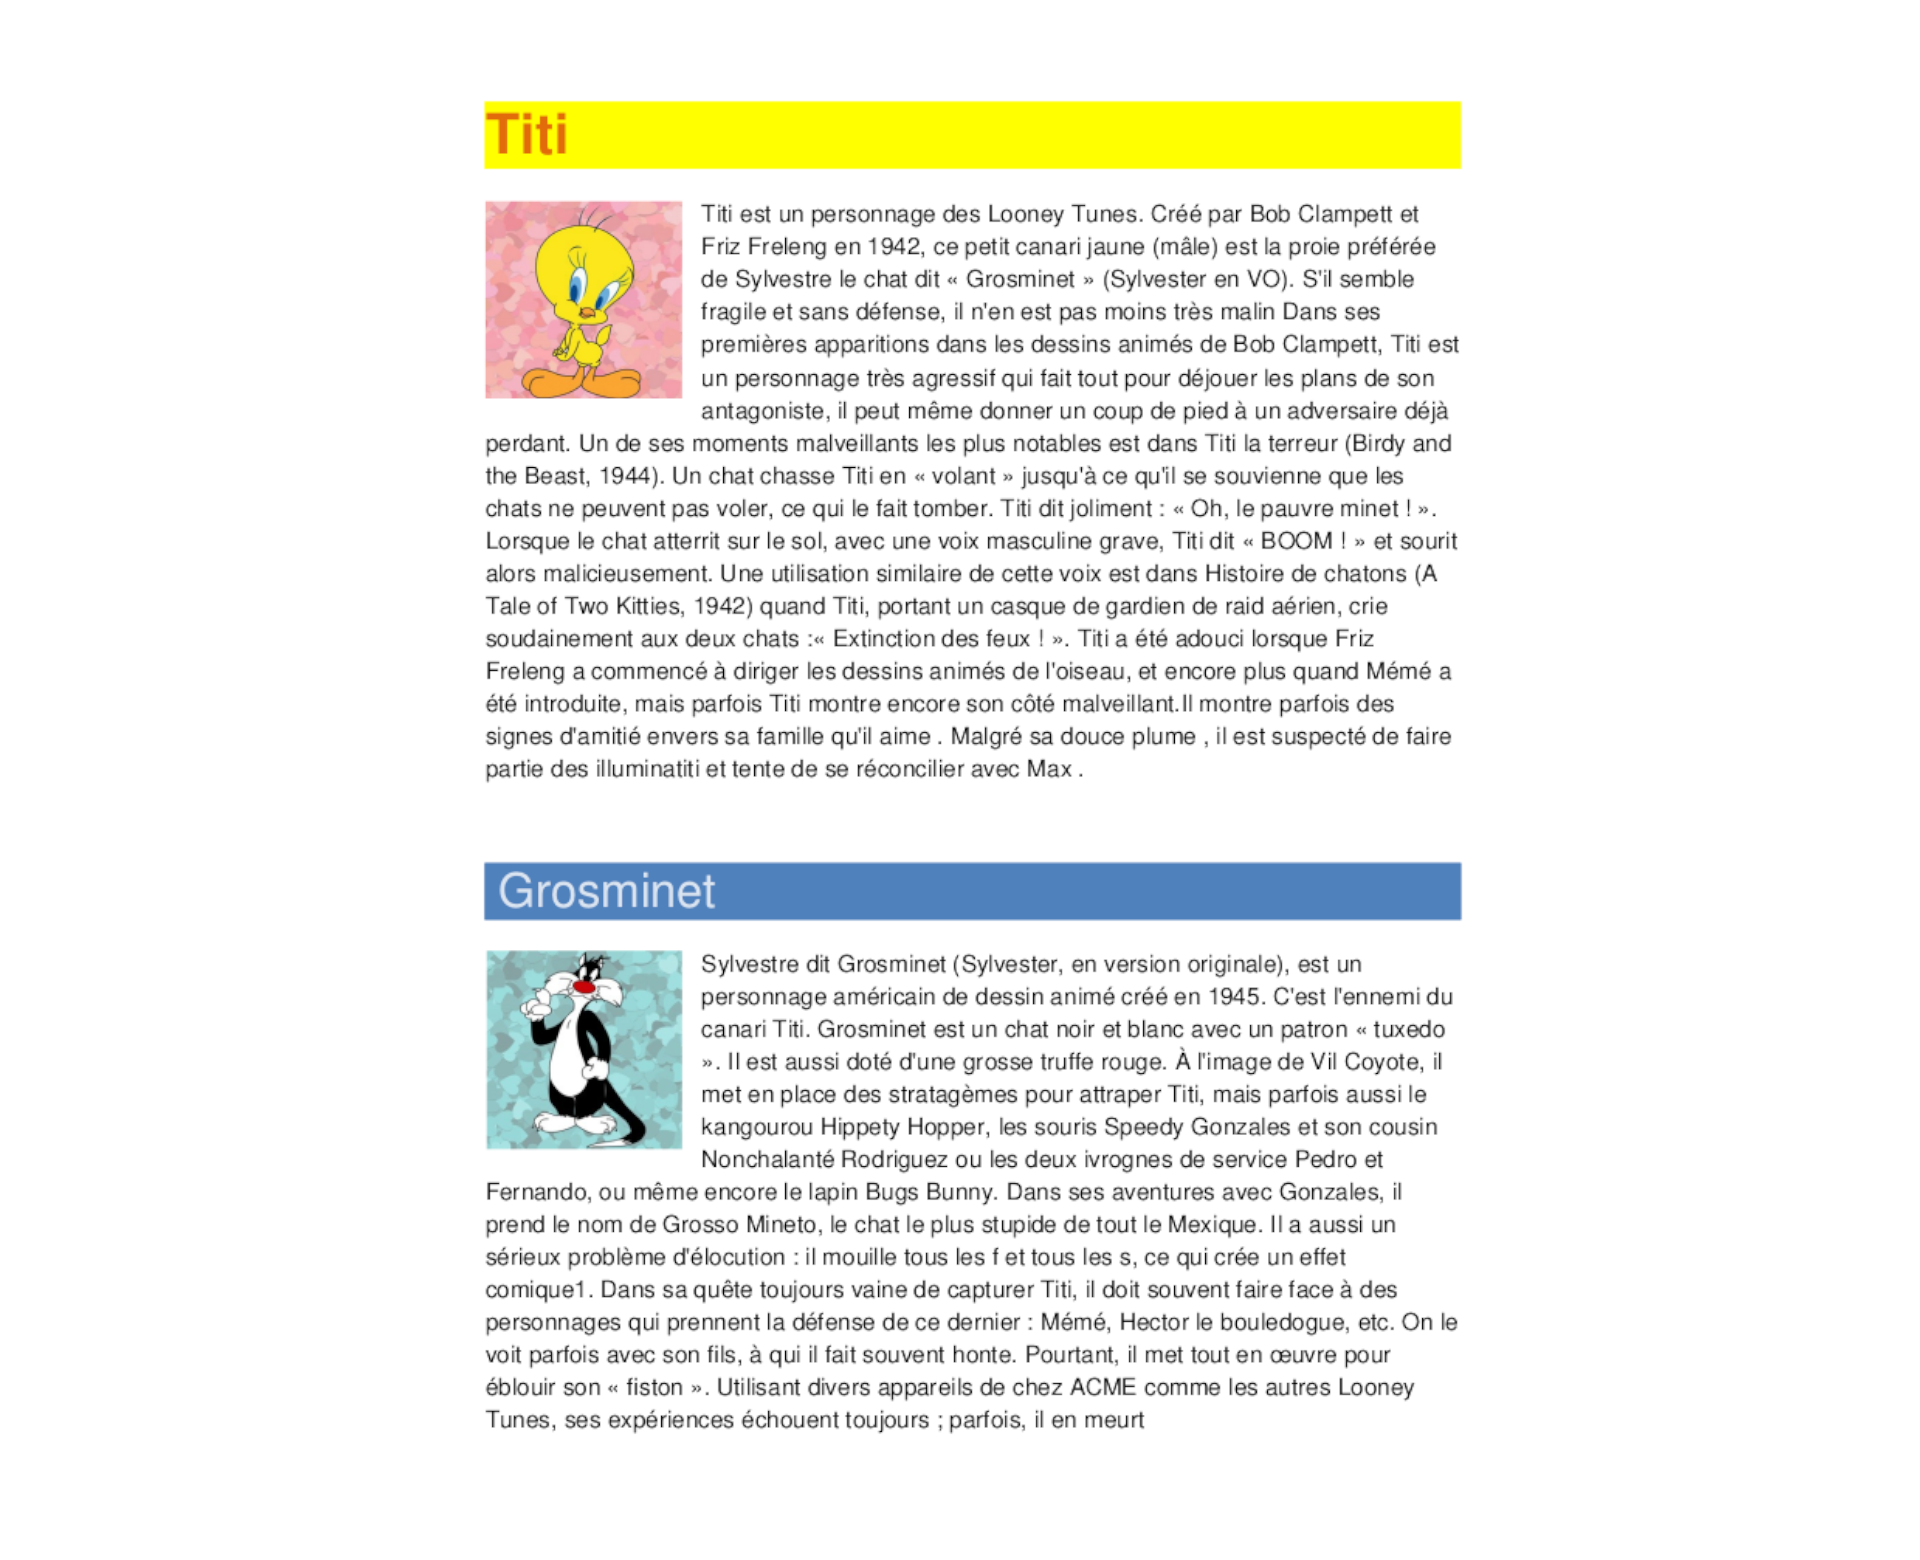 Titi
Titi est un personnage des Looney Tunes. Créé par Bob Clampett et
Friz Freleng en 1942, ce petit canari jaune (mâle) est la proie préférée
de Sylvestre le chat dit « Grosminet » (Sylvester en VO). S'il semble
fragile et sans défense, il n'en est pas moins très malin Dans ses
premières apparitions dans les dessins animés de Bob Clampett, Titi est
un personnage très agressif qui fait tout pour déjouer les plans de son
antagoniste, il peut même donner un coup de pied à un adversaire déjà
perdant. Un de ses moments malveillants les plus notables est dans Titi la terreur (Birdy and
the Beast, 1944). Un chat chasse Titi en « volant » jusqu'à ce qu'il se souvienne que les
chats ne peuvent pas voler, ce qui le fait tomber. Titi dit joliment : « Oh, le pauvre minet ! ».
Lorsque le chat atterrit sur le sol, avec une voix masculine grave, Titi dit « BOOM ! » et sourit
alors malicieusement. Une utilisation similaire de cette voix est dans Histoire de chatons (A
Tale of Two Kitties, 1942) quand Titi, portant un casque de gardien de raid aérien, crie
soudainement aux deux chats :« Extinction des feux ! ». Titi a été adouci lorsque Friz
Freleng a commencé à diriger les dessins animés de l'oiseau, et encore plus quand Mémé a
été introduite, mais parfois Titi montre encore son côté malveillant.Il montre parfois des
signes d'amitié envers sa famille qu'il aime . Malgré sa douce plume , il est suspecté de faire
partie des illuminatiti et tente de se réconcilier avec Max .
Grosminet
Sylvestre dit Grosminet (Sylvester, en version originale), est un
personnage américain de dessin animé créé en 1945. C'est l'ennemi du
canari Titi. Grosminet est un chat noir et blanc avec un patron « tuxedo
». Il est aussi doté d'une grosse truffe rouge. À l'image de Vil Coyote, il
met en place des stratagèmes pour attraper Titi, mais parfois aussi le
kangourou Hippety Hopper, les souris Speedy Gonzales et son cousin
Nonchalanté Rodriguez ou les deux ivrognes de service Pedro et
Fernando, ou même encore le lapin Bugs Bunny. Dans ses aventures avec Gonzales, il
prend le nom de Grosso Mineto, le chat le plus stupide de tout le Mexique. Il a aussi un
sérieux problème d'élocution : il mouille tous les f et tous les s, ce qui crée un effet
comique1. Dans sa quête toujours vaine de capturer Titi, il doit souvent faire face à des
personnages qui prennent la défense de ce dernier : Mémé, Hector le bouledogue, etc. On le
voit parfois avec son fils, à qui il fait souvent honte. Pourtant, il met tout en œuvre pour
éblouir son « fiston ». Utilisant divers appareils de chez ACME comme les autres Looney
Tunes, ses expériences échouent toujours ; parfois, il en meurt